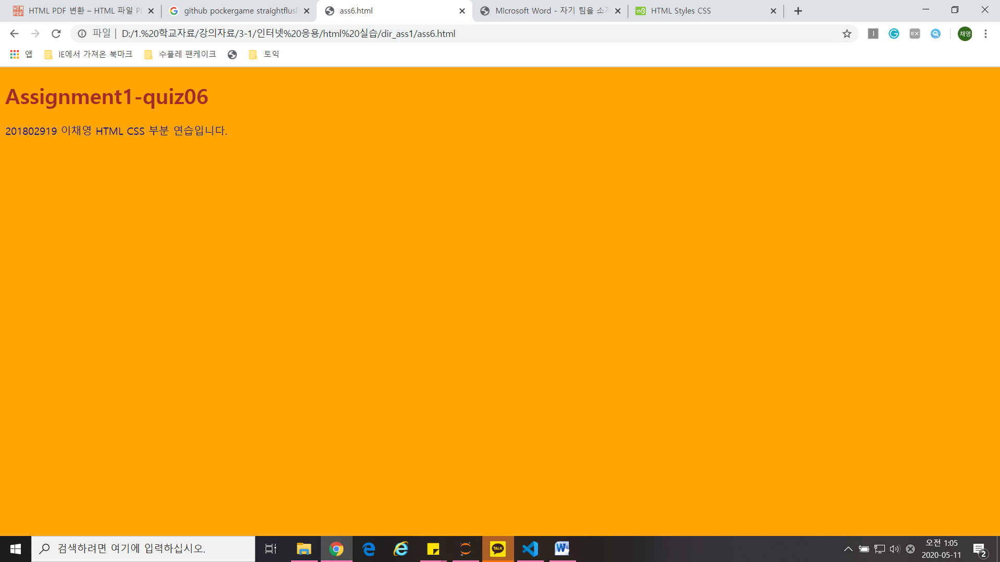 HTML PDF 변환 – HTML 파일
github pockergame straightflush
ass6.html
Microsoft Word - 자기 팀을 소개
HTML Styles CSS
파일 | D:/1.%20학교자료/강의자료/3-1/인터넷%20응용/html%20실습/dir_ass1/ass6.html
EX
채영
앱
IE에서 가져온 북마크
수플레 팬케이크
토익
Assignment1-quiz06
201802919 이채영 HTML CSS 부분 연습입니다.
검색하려면 여기에 입력하십시오.
TALK
오전 1:05
2020-05-11
2